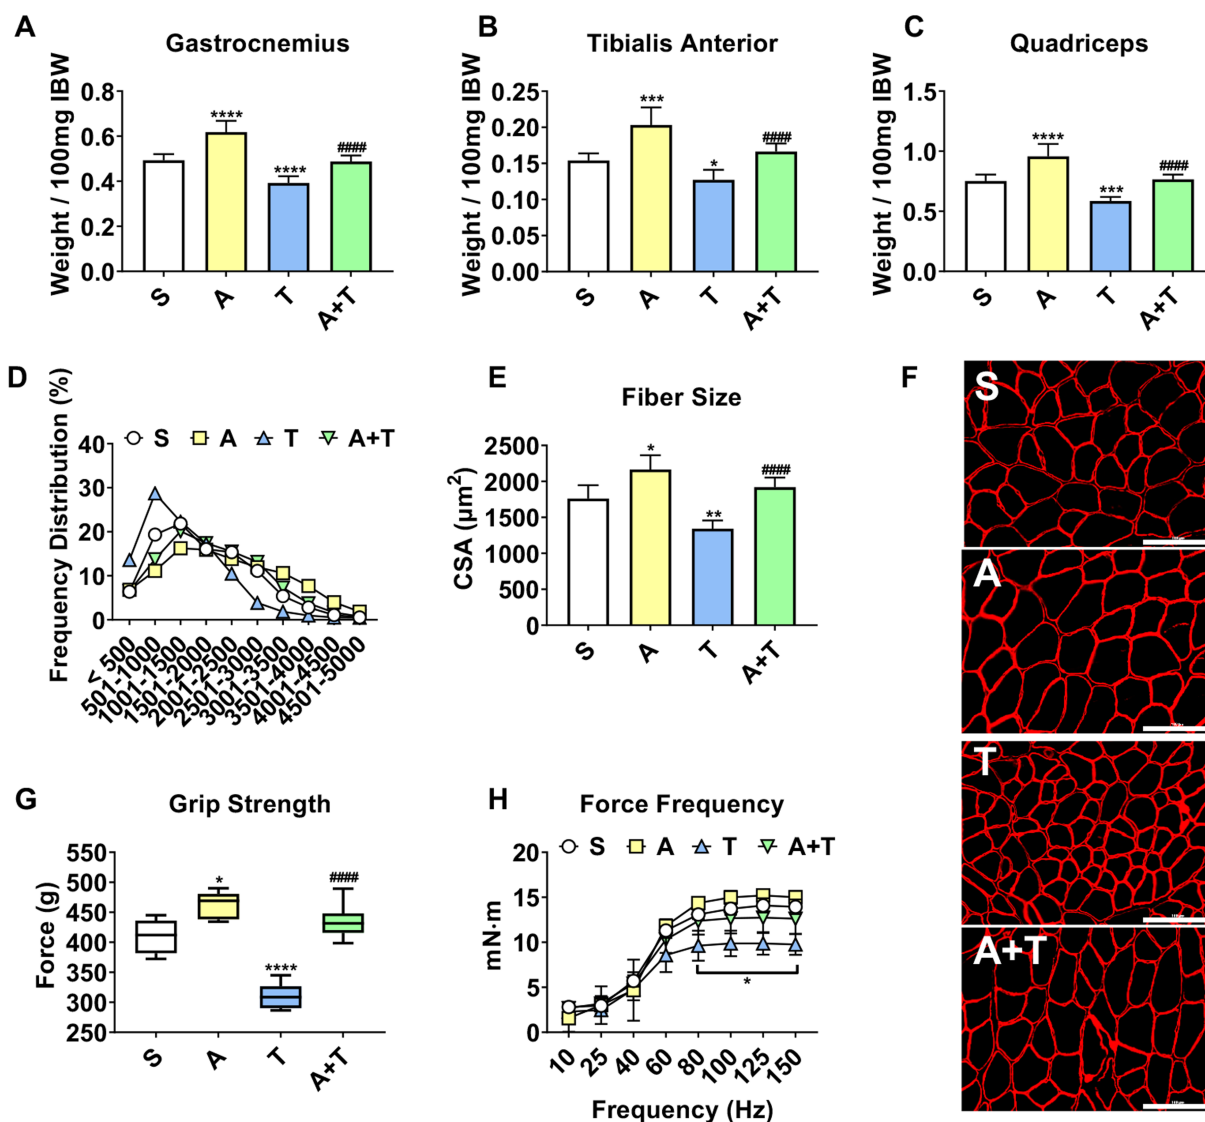 A
Gastrocnemius
Weight / 100mg IBW
0.8
0.6
0.4
0.2
0.0
****
****
####
S
A
T
A+T
B
Tibialis Anterior
Weight / 100mg IBW
0.25
0.20
0.15
0.10
0.05
0.00
***
*
####
S
A
T
A+T
C
Quadriceps
Weight / 100mg IBW
1.5
1.0
0.5
0.0
****
***
####
S
A
T
A+T
D
Frequency Distribution (%)
S A T A+T
40
30
20
10
0
< 500
501-1000
1001-1500
1501-2000
2001-2500
2501-3000
3001-3500
3501-4000
4001-4500
4501-5000
E
Fiber Size
CSA (µm²)
2500
2000
1500
1000
500
0
*
**
####
S
A
T
A+T
F
S
A
T
A+T
G
Grip Strength
Force (g)
550
500
450
400
350
300
250
*
****
####
S
A
T
A+T
H
Force Frequency
S A T A+T
mN·m
20
15
10
5
0
*
10
25
40
60
80
100
125
150
Frequency (Hz)